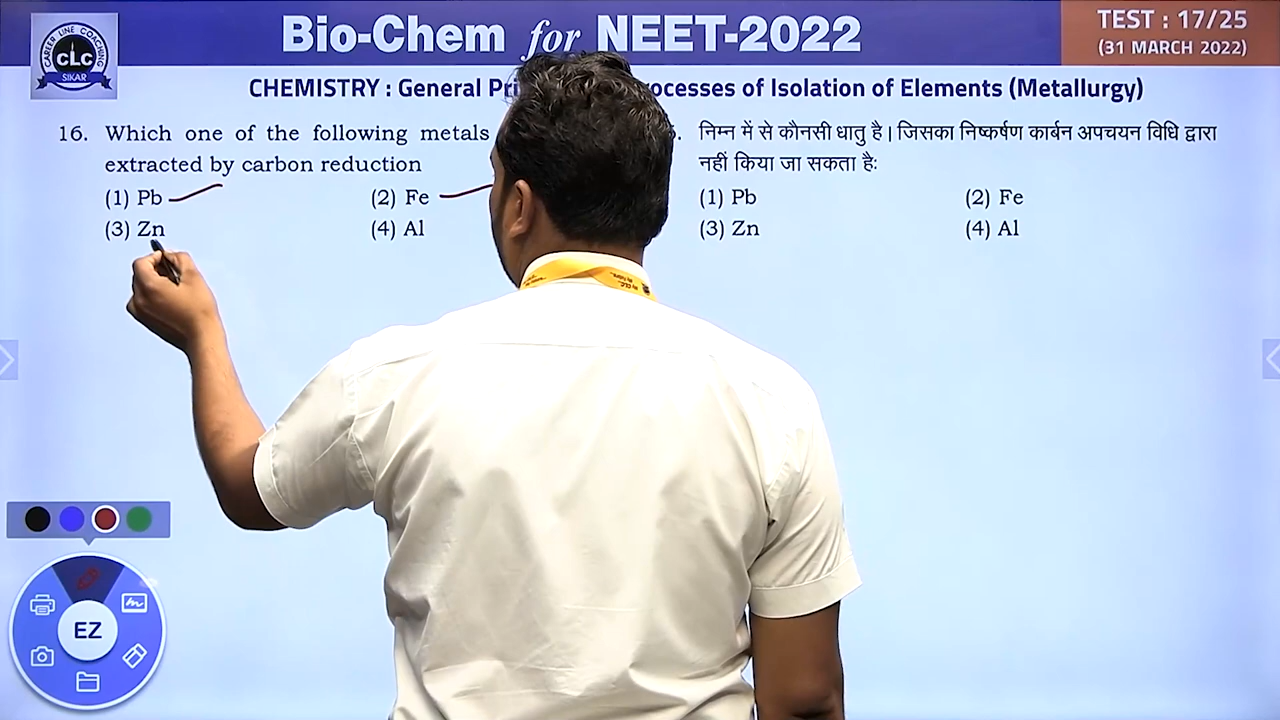 CAREER LINE COACHING
CLC
SIKAR
Bio-Chem for NEET-2022
TEST : 17/25
(31 MARCH 2022)
CHEMISTRY : General of Isolation of Elements (Metallurgy)
16. Which one of the following metals
extracted by carbon reduction
(1) Pb (2) Fe
(3) Zn (4) Al
निम्न में से कौनसी धातु है। जिसका निष्कर्षण कार्बन अपचयन विधि द्वारा
नहीं किया जा सकता है:
(1) Pb (2) Fe
(3) Zn (4) Al
EZ